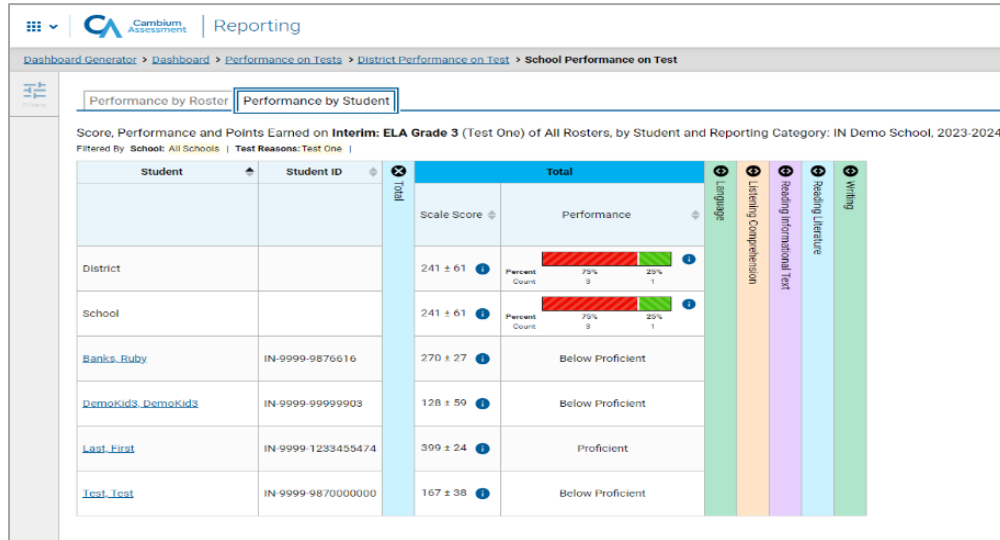 Cambium
Assessment
Reporting
Dashboard Generator > Dashboard > Performance on Tests > District Performance on Test > School Performance on Test
Filters
Performance by Roster
Performance by Student
Score, Performance and Points Earned on Interim: ELA Grade 3 (Test One) of All Rosters, by Student and Reporting Category: IN Demo School, 2023-2024
Filtered By School: All Schools | Test Reasons: Test One |
Student
Student ID
Total
Total
Scale Score
Performance
Language
Listening Comprehension
Reading Informational Text
Reading Literature
Writing
District
241 ± 61
Percent 75% 25%
Count 3 1
School
241 ± 61
Percent 75% 25%
Count 3 1
Banks, Ruby IN-9999-9876616 270 ± 27 Below Proficient
DemoKid3, DemoKid3 IN-9999-99999903 128 ± 59 Below Proficient
Last, First IN-9999-1233455474 399 ± 24 Proficient
Test, Test IN-9999-9870000000 167 ± 38 Below Proficient